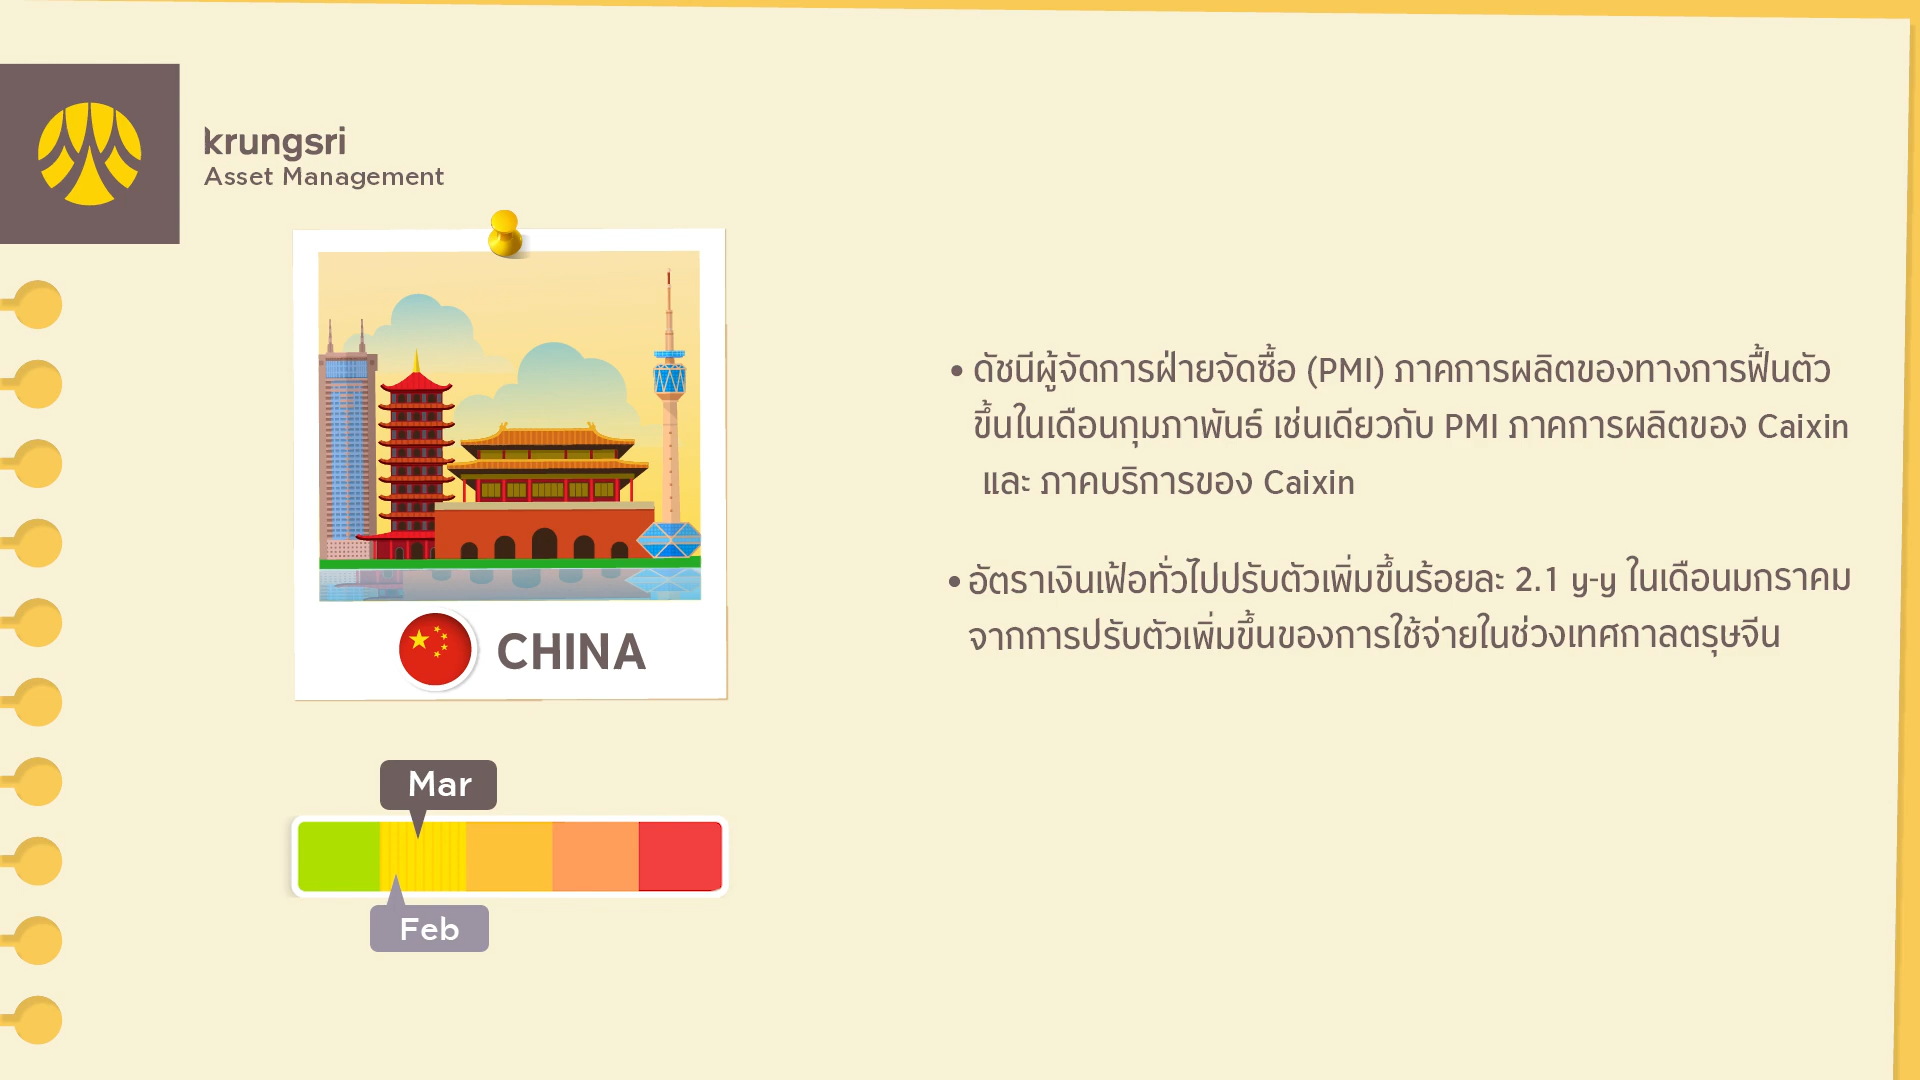 krungsri
Asset Management
CHINA
Mar
Feb
• ดัชนีผู้จัดการฝ่ายจัดซื้อ (PMI) ภาคการผลิตของทางการฟื้นตัว
ขึ้นในเดือนกุมภาพันธ์ เช่นเดียวกับ PMI ภาคการผลิตของ Caixin
และ ภาคบริการของ Caixin
• อัตราเงินเฟ้อทั่วไปปรับตัวเพิ่มขึ้นร้อยละ 2.1 y-y ในเดือนมกราคม
จากการปรับตัวเพิ่มขึ้นของการใช้จ่ายในช่วงเทศกาลตรุษจีน